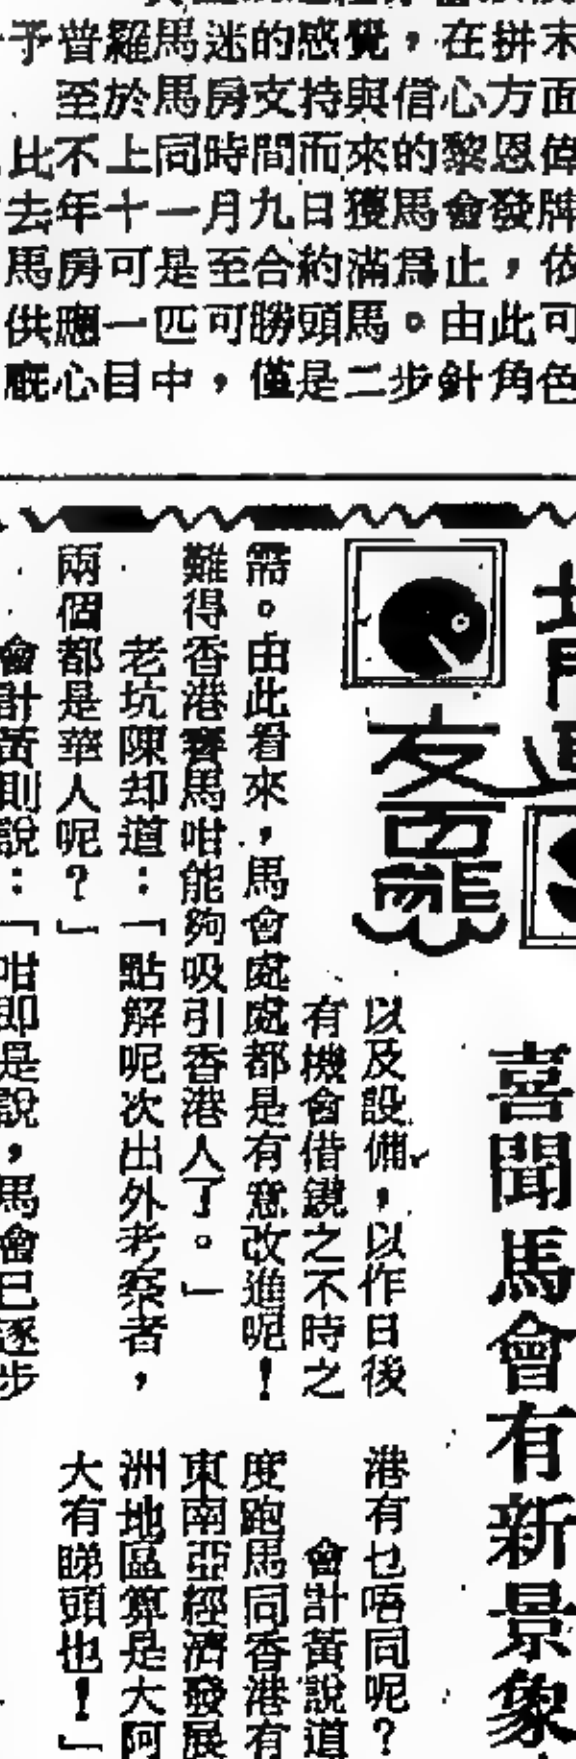 予普羅馬迷的感覺,在拼末
至於馬房支持與信心方面
比不上同時間而來的黎恩偉
去年十一月九日獲馬會發牌
馬房可是至合約滿為止,依
供應一匹可勝頭馬。由此可
廐心目中,僅是二步針角色
喜聞馬會有新景象
以及設備,以作日後
有機會借鏡之不時之
需。由此看來,馬會處處都是有意改進呢!
難得香港賽馬咁能夠吸引香港人了。」
老坑陳却道:「點解呢次出外考察者,
兩個都是華人呢?」
會計黃則說:「咁即是說,馬會已逐步
港有乜唔同呢?
會計黃說道
度跑馬同香港有
東南亞經濟發展
洲地區算是大阿
大有睇頭也!」